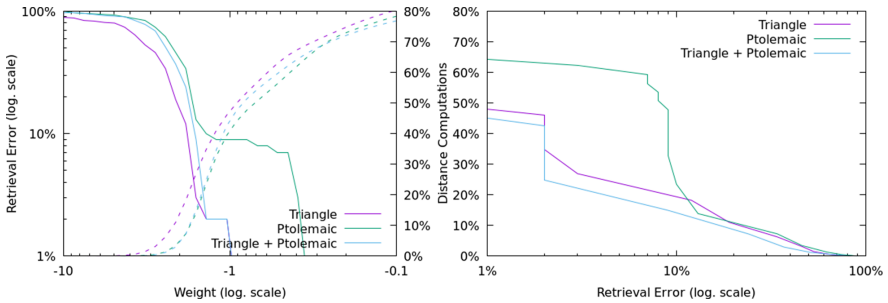 100%
10%
1%
Retrieval Error (log. scale)
-10
-1
-0.1
Weight (log. scale)
80%
70%
60%
50%
40%
30%
20%
10%
0%
Triangle
Ptolemaic
Triangle + Ptolemaic
Distance Computations
80%
70%
60%
50%
40%
30%
20%
10%
0%
1%
10%
100%
Retrieval Error (log. scale)
Triangle
Ptolemaic
Triangle + Ptolemaic